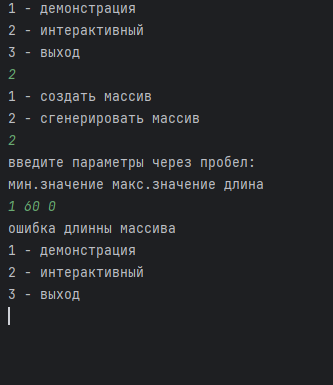 1 - демонстрация
2 - интерактивный
3 - выход
2
1 - создать массив
2 - сгенерировать массив
2
введите параметры через пробел:
мин.значение макс.значение длина
1 60 0
ошибка длинны массива
1 - демонстрация
2 - интерактивный
3 - выход